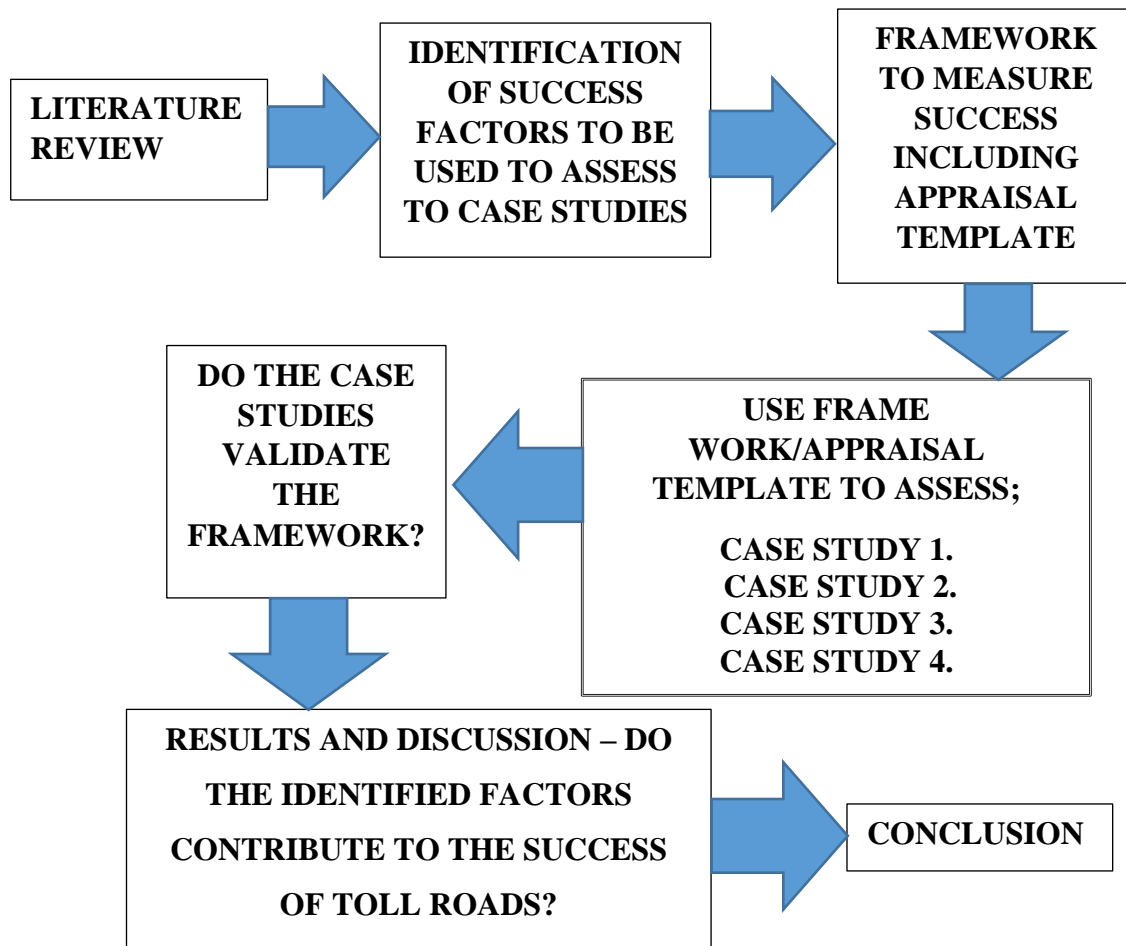 LITERATURE
REVIEW
IDENTIFICATION
OF SUCCESS
FACTORS TO BE
USED TO ASSESS
TO CASE STUDIES
FRAMEWORK
TO MEASURE
SUCCESS
INCLUDING
APPRAISAL
TEMPLATE
USE FRAME
WORK/APPRAISAL
TEMPLATE TO ASSESS;
CASE STUDY 1.
CASE STUDY 2.
CASE STUDY 3.
CASE STUDY 4.
DO THE CASE
STUDIES
VALIDATE
THE
FRAMEWORK?
RESULTS AND DISCUSSION – DO
THE IDENTIFIED FACTORS
CONTRIBUTE TO THE SUCCESS
OF TOLL ROADS?
CONCLUSION